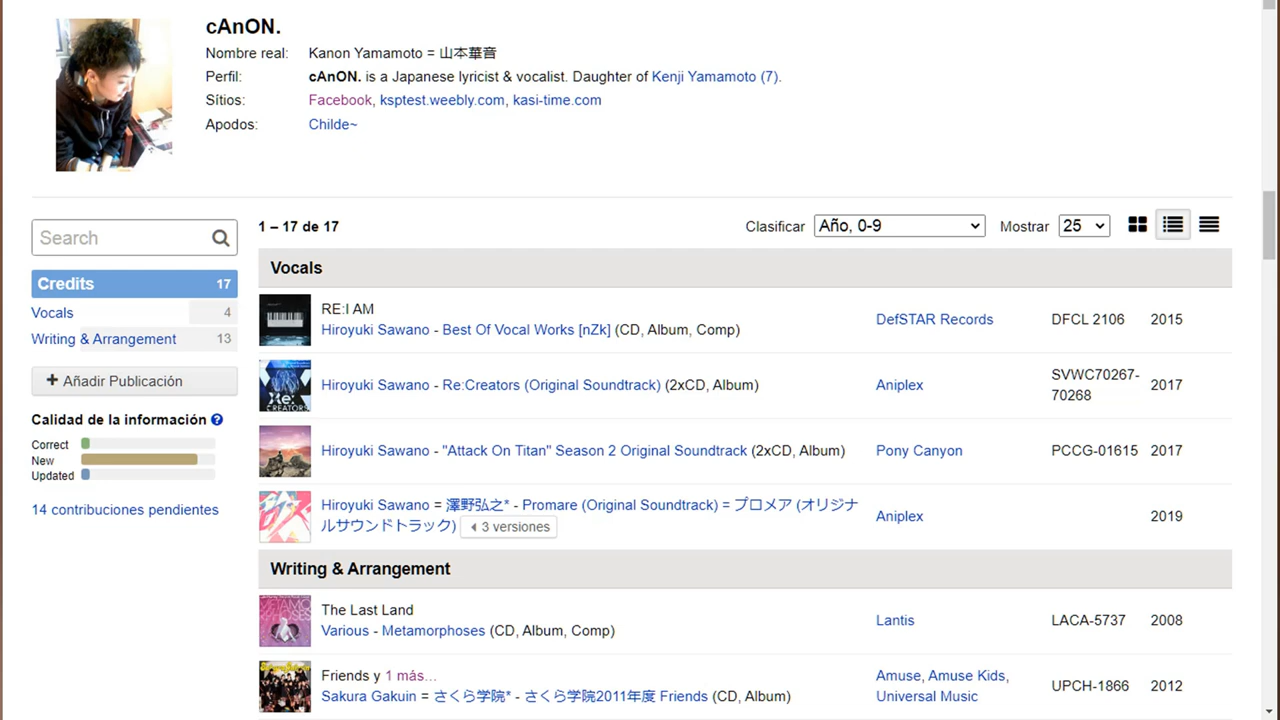 cAnON.
Nombre real: Kanon Yamamoto = 山本華音
Perfil: cAnON. is a Japanese lyricist & vocalist. Daughter of Kenji Yamamoto (7).
Sítios: Facebook, ksptest.weebly.com, kasi-time.com
Apodos: Childe~
Search
1 – 17 de 17
Clasificar Año, 0-9 Mostrar 25
Credits 17
Vocals 4
Writing & Arrangement 13
Añadir Publicación
Calidad de la información
Correct
New
Updated
14 contribuciones pendientes
Vocals
RE:I AM
Hiroyuki Sawano - Best Of Vocal Works [nZk] (CD, Album, Comp) DefSTAR Records DFCL 2106 2015
Hiroyuki Sawano - Re:Creators (Original Soundtrack) (2xCD, Album) Aniplex SVWC70267-
70268 2017
Hiroyuki Sawano - "Attack On Titan" Season 2 Original Soundtrack (2xCD, Album) Pony Canyon PCCG-01615 2017
Hiroyuki Sawano = 澤野弘之* - Promare (Original Soundtrack) = プロメア (オリジナ
ルサウンドトラック) 3 versiones Aniplex 2019
Writing & Arrangement
The Last Land
Various - Metamorphoses (CD, Album, Comp) Lantis LACA-5737 2008
Friends y 1 más... Amuse, Amuse Kids,
Sakura Gakuin = さくら学院* - さくら学院2011年度 Friends (CD, Album) Universal Music UPCH-1866 2012